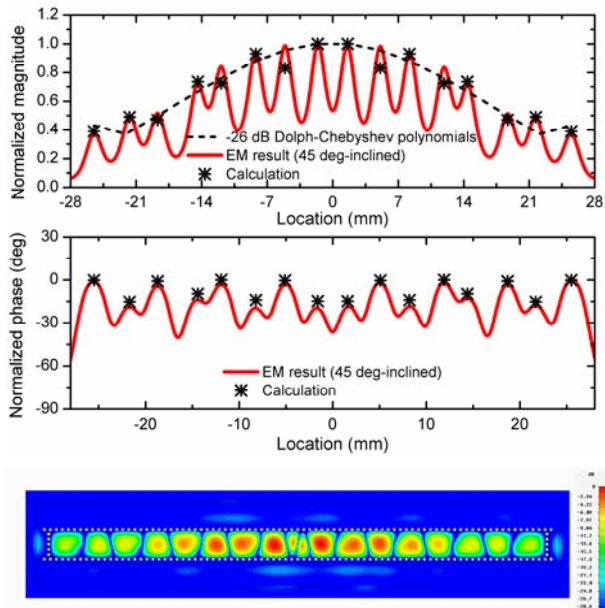 Normalized magnitude
1.2
1.0
0.8
0.6
0.4
0.2
0.0
-26 dB Dolph-Chebyshev polynomials
EM result (45 deg-inclined)
Calculation
-28 -21 -14 -7 0 7 14 21 28
Location (mm)
Normalized phase (deg)
30
0
-30
-60
-90
EM result (45 deg-inclined)
Calculation
-20 -10 0 10 20
Location (mm)
dB
0